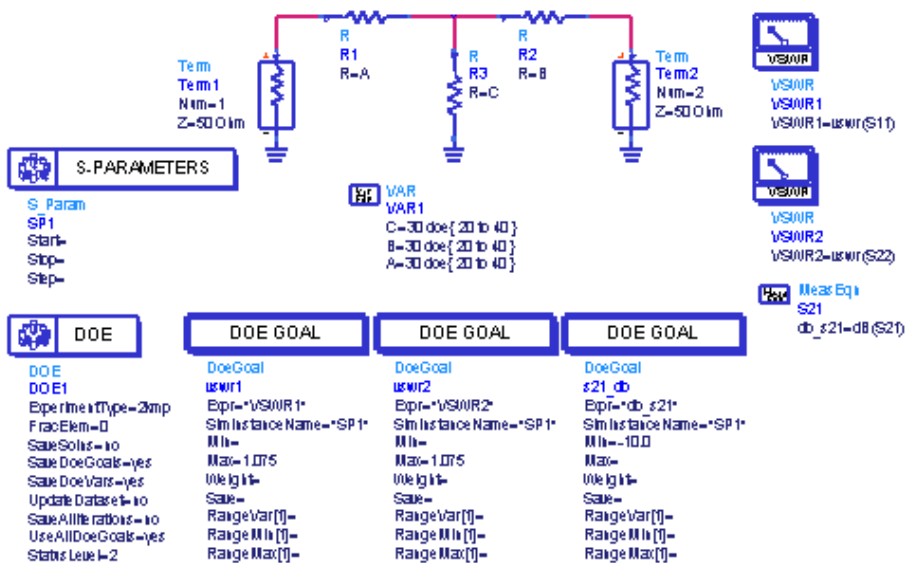 R
R1
R=A
R
R3
R=C
R
R2
R=B
Term
Term1
Num=1
Z=50 Ohm
Term
Term2
Num=2
Z=50 Ohm
VSWR
VSWR
VSWR1
VSWR1=vswr(S11)
S-PARAMETERS
S_Param
SP1
Start=
Stop=
Step=
Var
Eqn
VAR
VAR1
C=30 doe{ 20 to 40 }
B=30 doe{ 20 to 40 }
A=30 doe{ 20 to 40 }
VSWR
VSWR
VSWR2
VSWR2=vswr(S22)
MeasEqn
S21
db_s21=dB(S21)
DOE
DOE
DOE1
ExperimentType=2kmp
FracElem=0
SaveSolns=no
SaveDoeGoals=yes
SaveDoeVars=yes
UpdateDataset=no
SaveAllIterations=no
UseAllDoeGoals=yes
StatusLevel=2
DOE GOAL
DoeGoal
vswr1
Expr="VSWR1"
SimInstanceName="SP1"
Min=
Max=1.075
Weight=
Save=
RangeVar[1]=
RangeMin[1]=
RangeMax[1]=
DOE GOAL
DoeGoal
vswr2
Expr="VSWR2"
SimInstanceName="SP1"
Min=
Max=1.075
Weight=
Save=
RangeVar[1]=
RangeMin[1]=
RangeMax[1]=
DOE GOAL
DoeGoal
s21_db
Expr="db_s21"
SimInstanceName="SP1"
Min=-10.0
Max=
Weight=
Save=
RangeVar[1]=
RangeMin[1]=
RangeMax[1]=